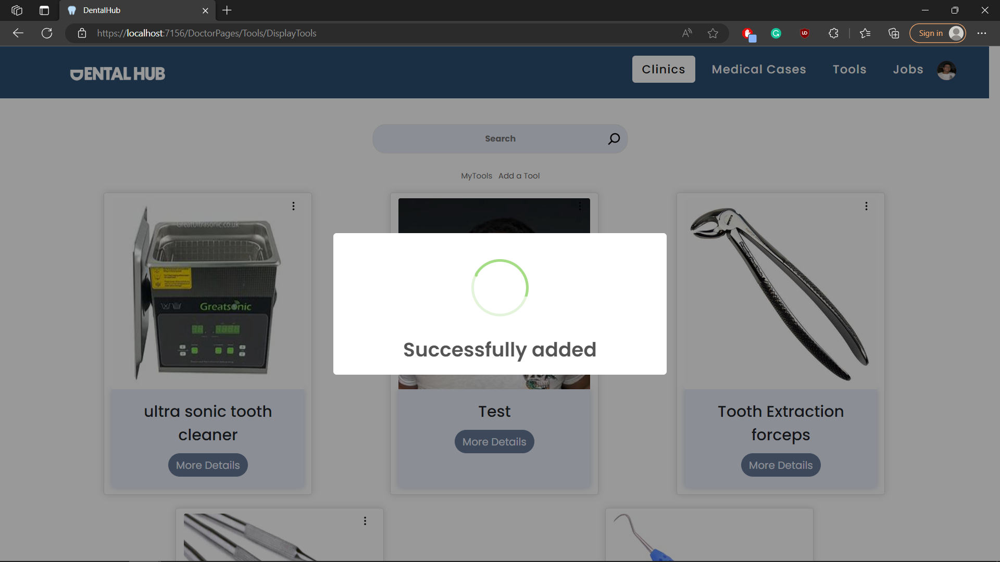 DentalHub
https://localhost:7156/DoctorPages/Tools/DisplayTools
Sign in
DENTAL HUB
Clinics
Medical Cases
Tools
Jobs
Search
MyTools Add a Tool
GreatUltrasonic.co.uk
Greatsonic
Successfully added
ultra sonic tooth
cleaner
More Details
Test
More Details
Tooth Extraction
forceps
More Details